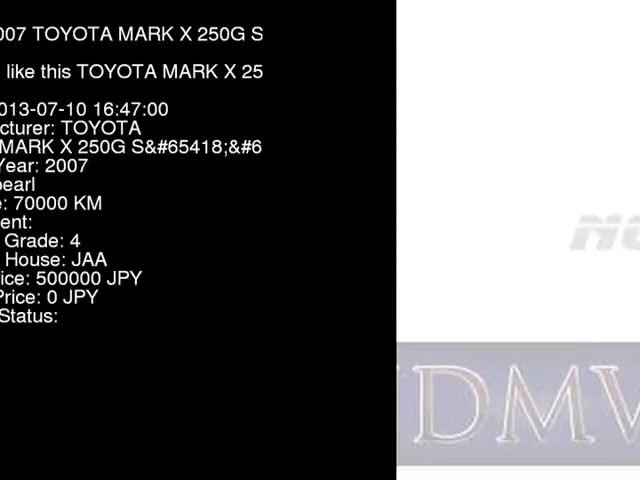 007 TOYOTA MARK X 250G S
like this TOYOTA MARK X 25
013-07-10 16:47:00
cturer: TOYOTA
MARK X 250G S&#65418;&#6
Year: 2007
pearl
e: 70000 KM
ent:
Grade: 4
House: JAA
ice: 500000 JPY
Price: 0 JPY
Status:
NO
JDMV